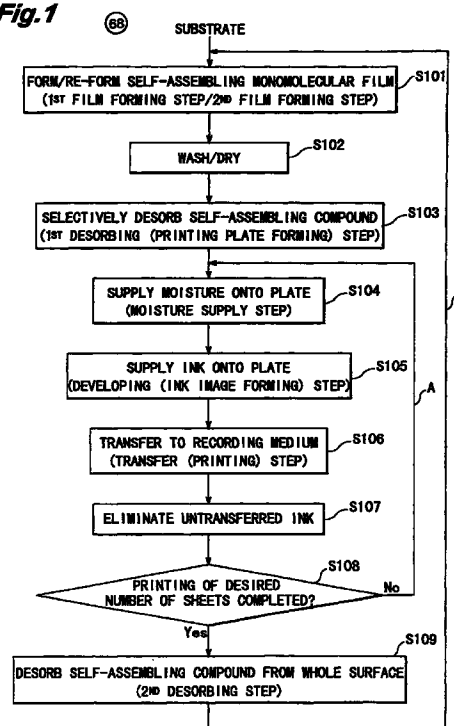 Fig.1
68
SUBSTRATE
FORM/RE-FORM SELF-ASSEMBLING MONOMOLECULAR FILM
(1ST FILM FORMING STEP/2ND FILM FORMING STEP)
S101
WASH/DRY
S102
SELECTIVELY DESORB SELF-ASSEMBLING COMPOUND
(1ST DESORBING (PRINTING PLATE FORMING) STEP)
S103
SUPPLY MOISTURE ONTO PLATE
(MOISTURE SUPPLY STEP)
S104
SUPPLY INK ONTO PLATE
(DEVELOPING (INK IMAGE FORMING) STEP)
S105
A
TRANSFER TO RECORDING MEDIUM
(TRANSFER (PRINTING) STEP)
S106
ELIMINATE UNTRANSFERRED INK
S107
PRINTING OF DESIRED
NUMBER OF SHEETS COMPLETED?
S108
No
Yes
DESORB SELF-ASSEMBLING COMPOUND FROM WHOLE SURFACE
(2ND DESORBING STEP)
S109